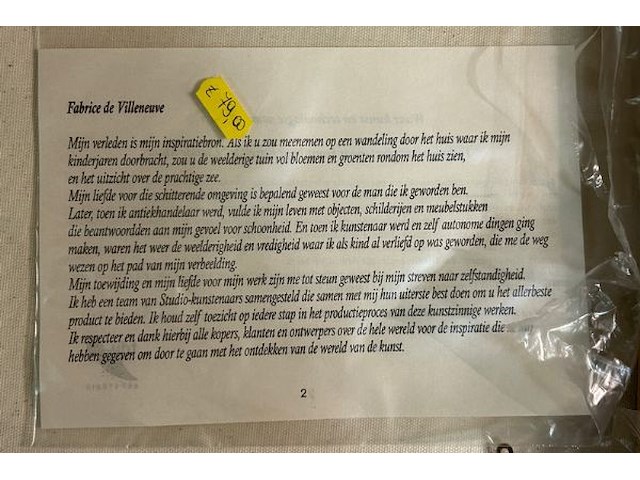 Fabrice de Villeneuve
z 79,00
Mijn verleden is mijn inspiratiebron. Als ik u zou meenemen op een wandeling door het huis waar ik mijn
kinderjaren doorbracht, zou u de weelderige tuin vol bloemen en groenten rondom het huis zien,
en het uitzicht over de prachtige zee.
Mijn liefde voor die schitterende omgeving is bepalend geweest voor de man die ik geworden ben.
Later, toen ik antiekhandelaar werd, vulde ik mijn leven met objecten, schilderijen en meubelstukken
die beantwoordden aan mijn gevoel voor schoonheid. En toen ik kunstenaar werd en zelf autonome dingen ging
maken, waren het weer de weelderigheid en vredigheid waar ik als kind al verliefd op was geworden, die me de weg
wezen op het pad van mijn verbeelding.
Mijn toewijding en mijn liefde voor mijn werk zijn me tot steun geweest bij mijn streven naar zelfstandigheid.
Ik heb een team van Studio-kunstenaars samengesteld die samen met mij hun uiterste best doen om u het allerbeste
product te bieden. Ik houd zelf toezicht op iedere stap in het productieproces van deze kunstzinnige werken.
Ik respecteer en dank hierbij alle kopers, klanten en ontwerpers over de hele wereld voor de inspiratie die
hebben gegeven om door te gaan met het ontdekken van de wereld van de kunst.
2